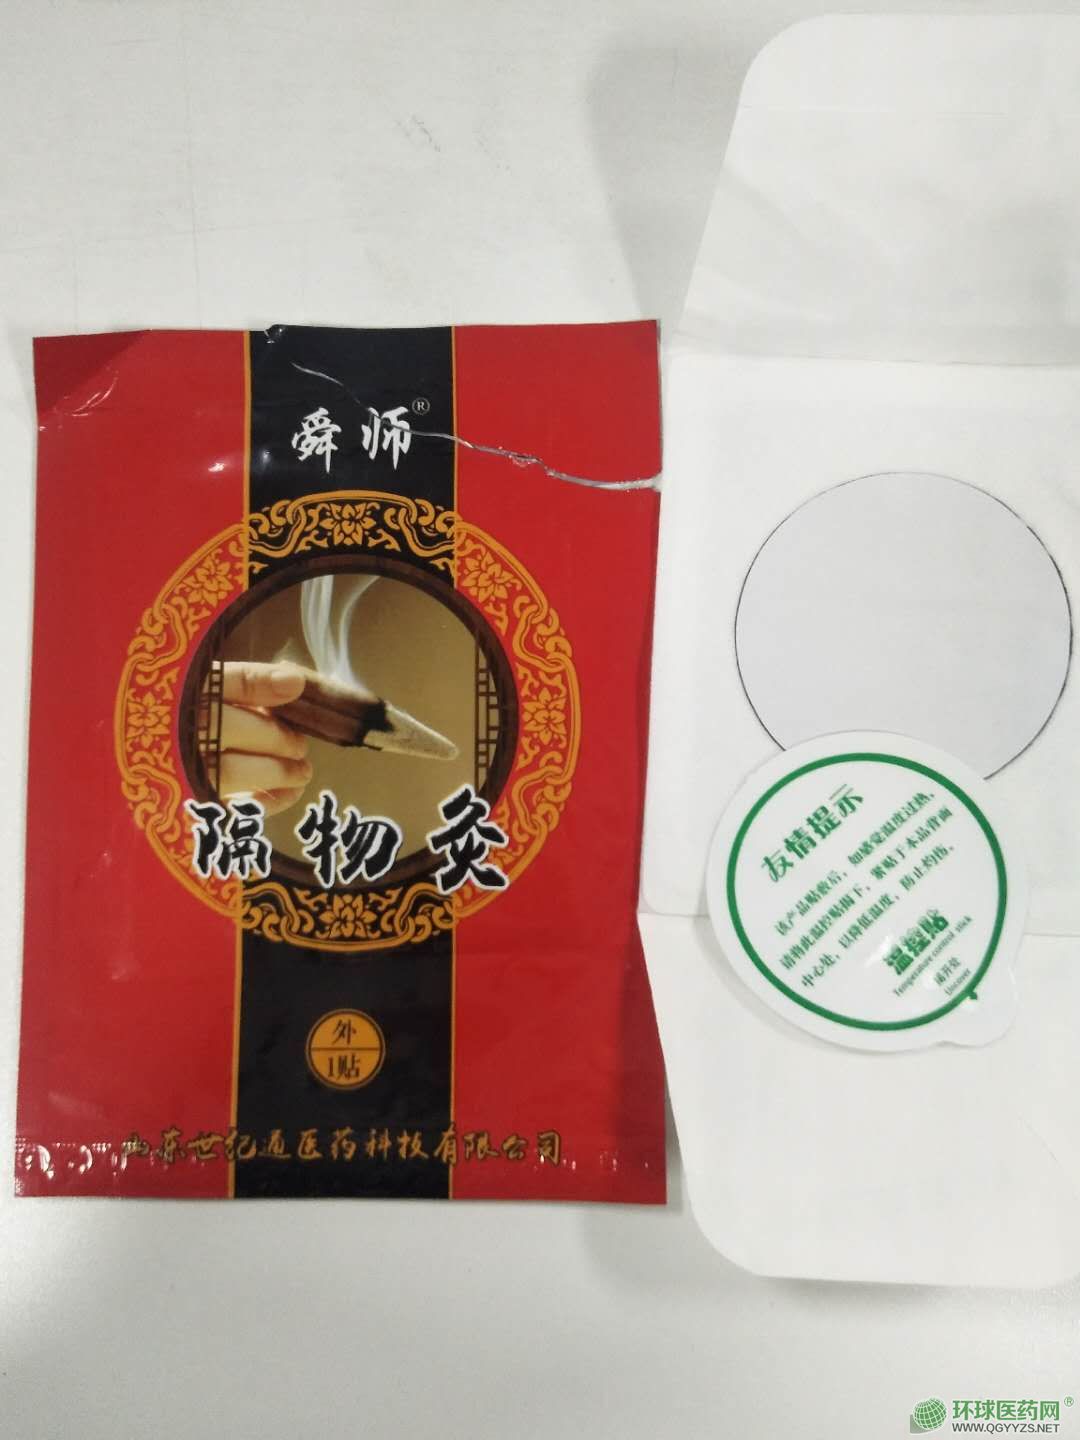 舜师®
隔物灸
外
1贴
山东世纪通医药科技有限公司
友情提示
该产品贴敷后，如感觉温度过热，
请将此温控贴揭下，紧贴于本品背面
中心处，以降低温度，防止灼伤。
温控贴
Temperature control stick
揭开处
Uncover
环球医药网®
WWW.QGYYZS.NET